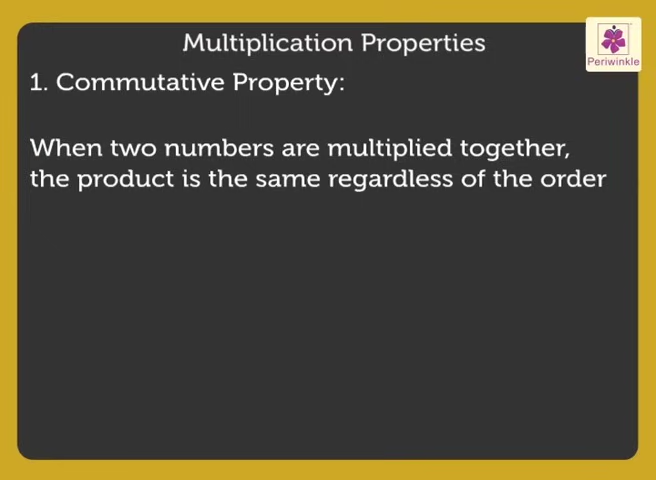 Multiplication Properties
Periwinkle
1. Commutative Property:
When two numbers are multiplied together,
the product is the same regardless of the order